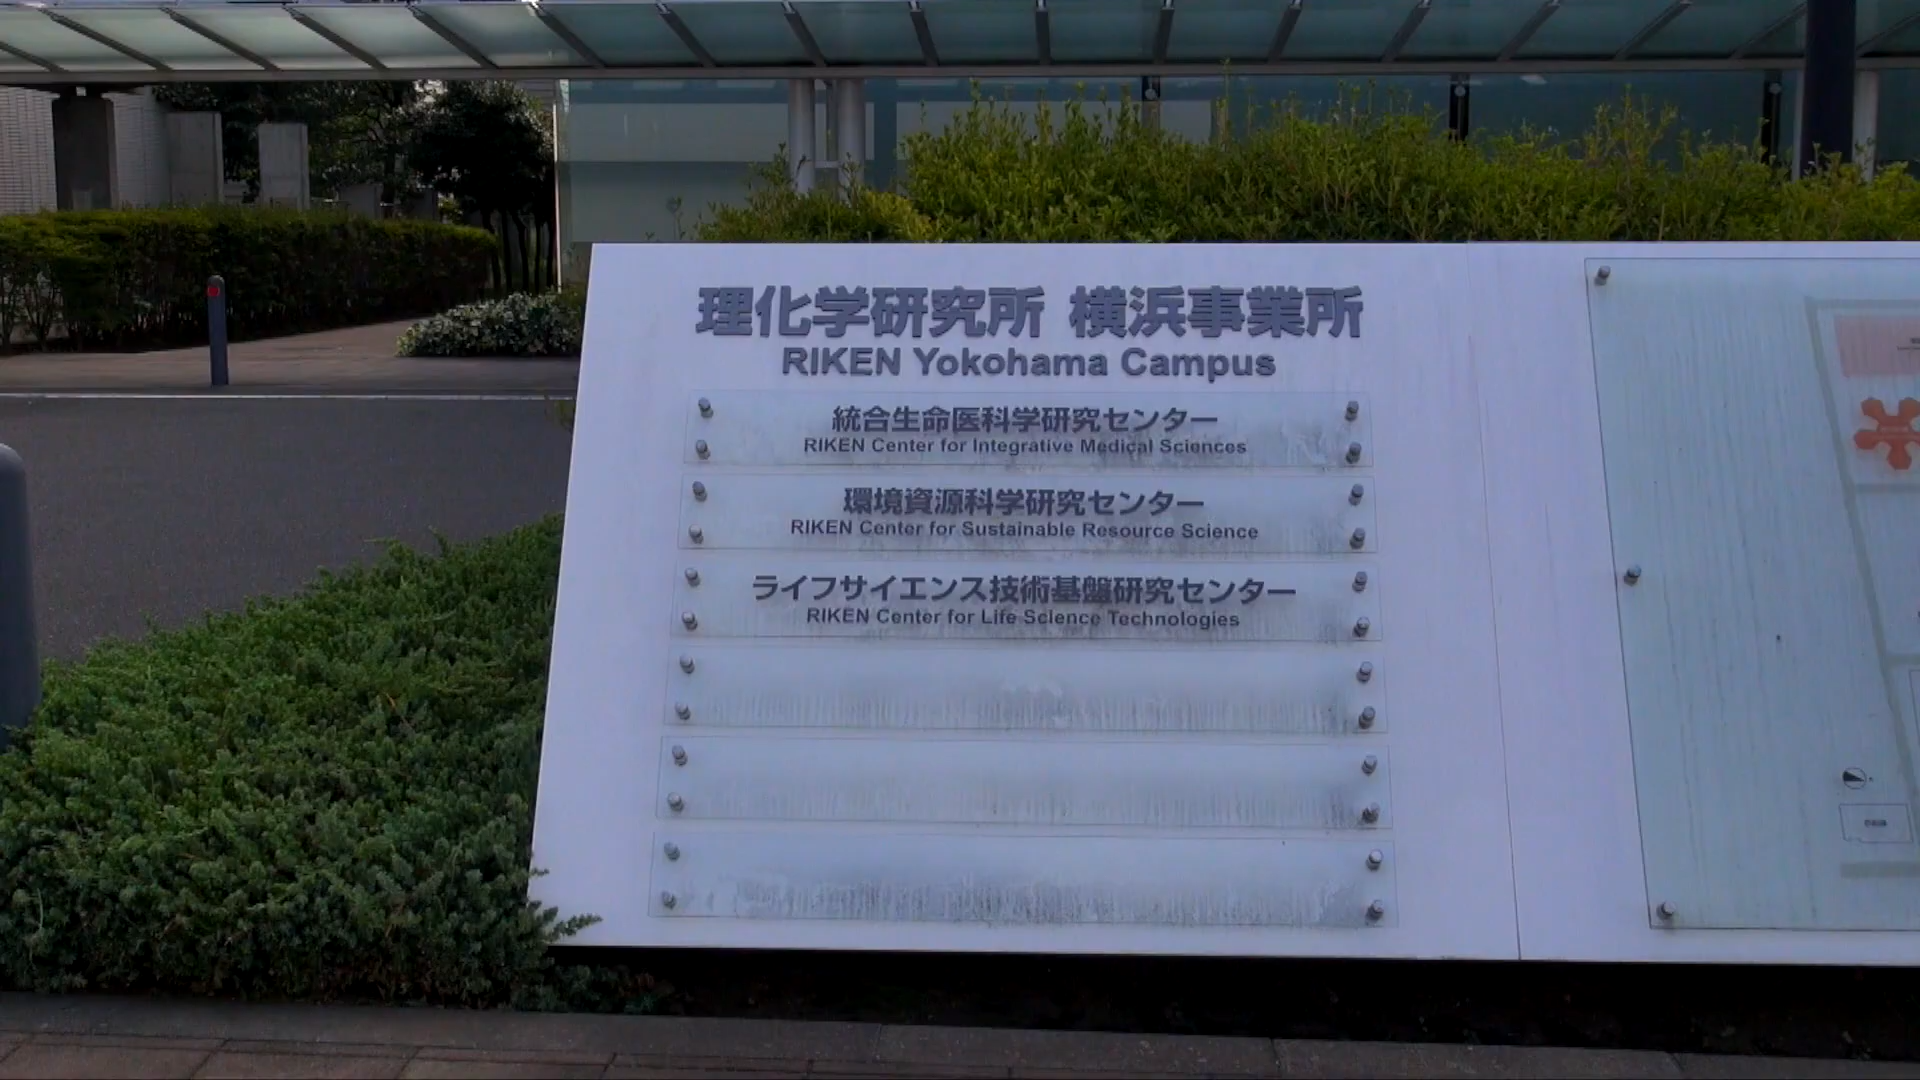 理化学研究所 横浜事業所
RIKEN Yokohama Campus
統合生命医科学研究センター
RIKEN Center for Integrative Medical Sciences
環境資源科学研究センター
RIKEN Center for Sustainable Resource Science
ライフサイエンス技術基盤研究センター
RIKEN Center for Life Science Technologies